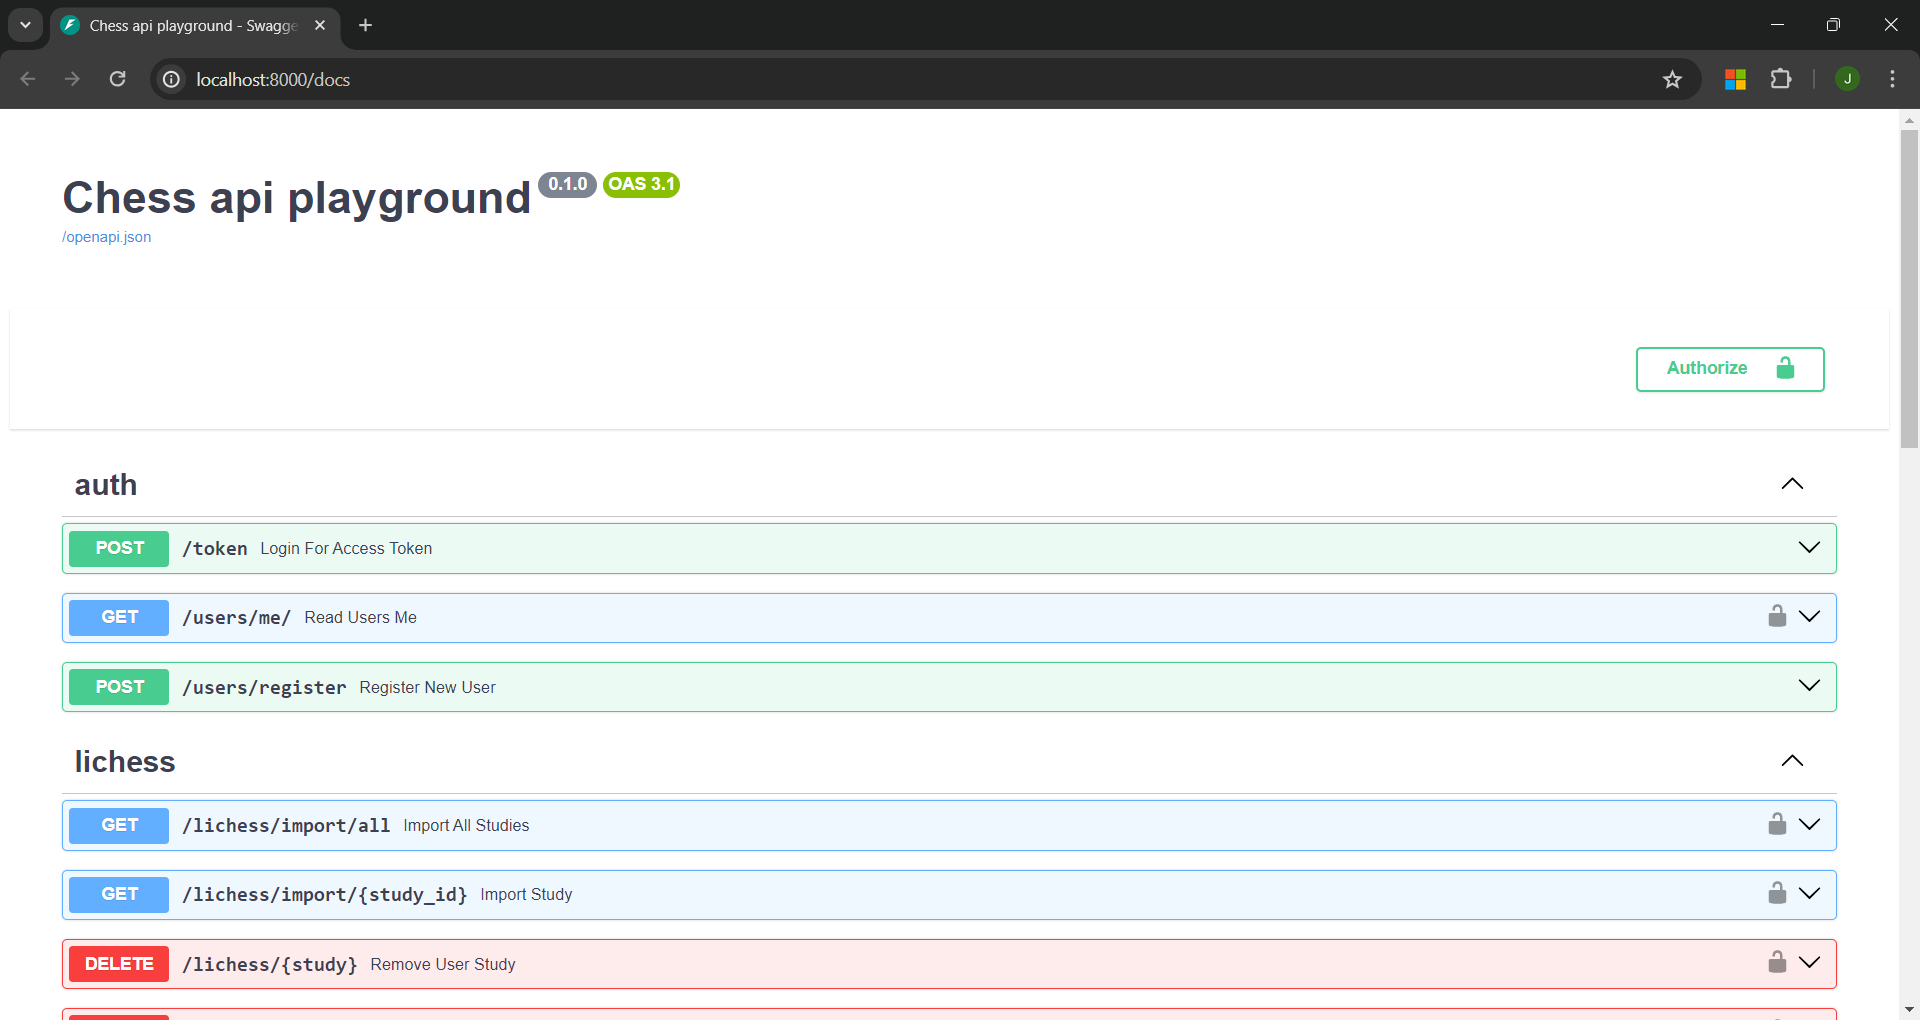 Chess api playground - Swagge
localhost:8000/docs
J
Chess api playground 0.1.0 OAS 3.1
/openapi.json
Authorize
auth
POST /token Login For Access Token
GET /users/me/ Read Users Me
POST /users/register Register New User
lichess
GET /lichess/import/all Import All Studies
GET /lichess/import/{study_id} Import Study
DELETE /lichess/{study} Remove User Study